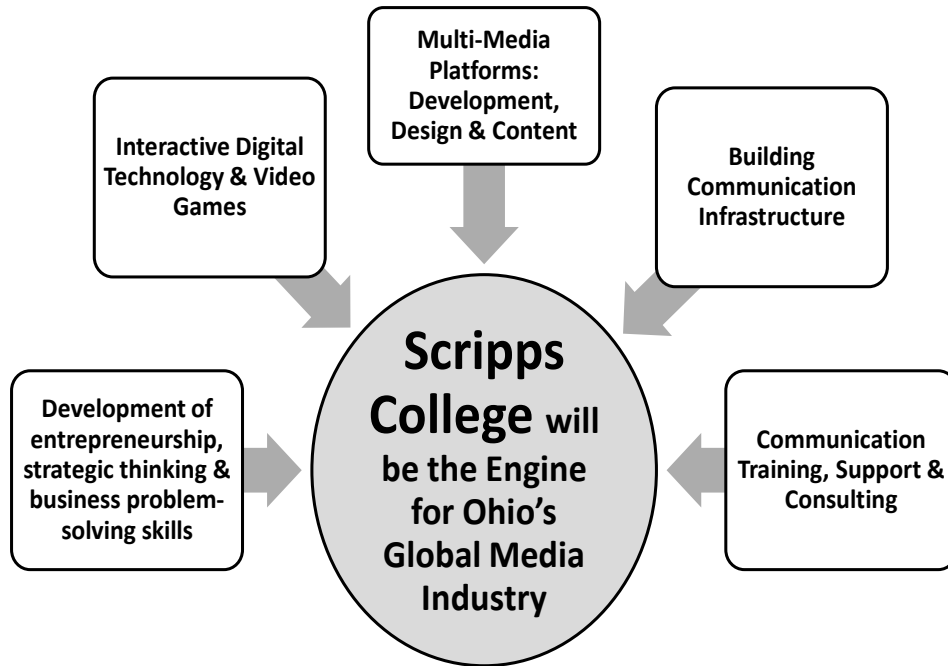 Multi-Media
Platforms:
Development,
Design & Content
Interactive Digital
Technology & Video
Games
Building
Communication
Infrastructure
Development of
entrepreneurship,
strategic thinking &
business problem-
solving skills
Scripps
College will
be the Engine
for Ohio’s
Global Media
Industry
Communication
Training, Support &
Consulting